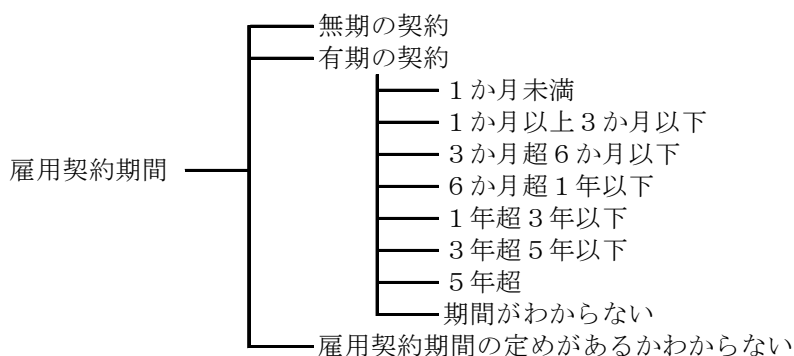 無期の契約
有期の契約
１か月未満
１か月以上３か月以下
３か月超６か月以下
雇用契約期間
６か月超１年以下
１年超３年以下
３年超５年以下
５年超
期間がわからない
雇用契約期間の定めがあるかわからない